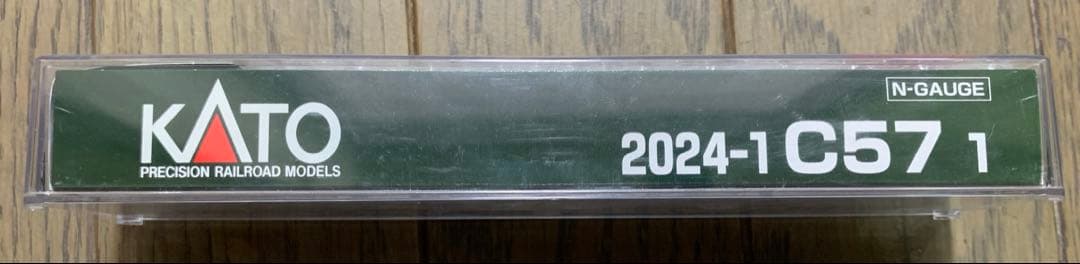 KATO
PRECISION RAILROAD MODELS
N-GAUGE
2024-1 C57 1